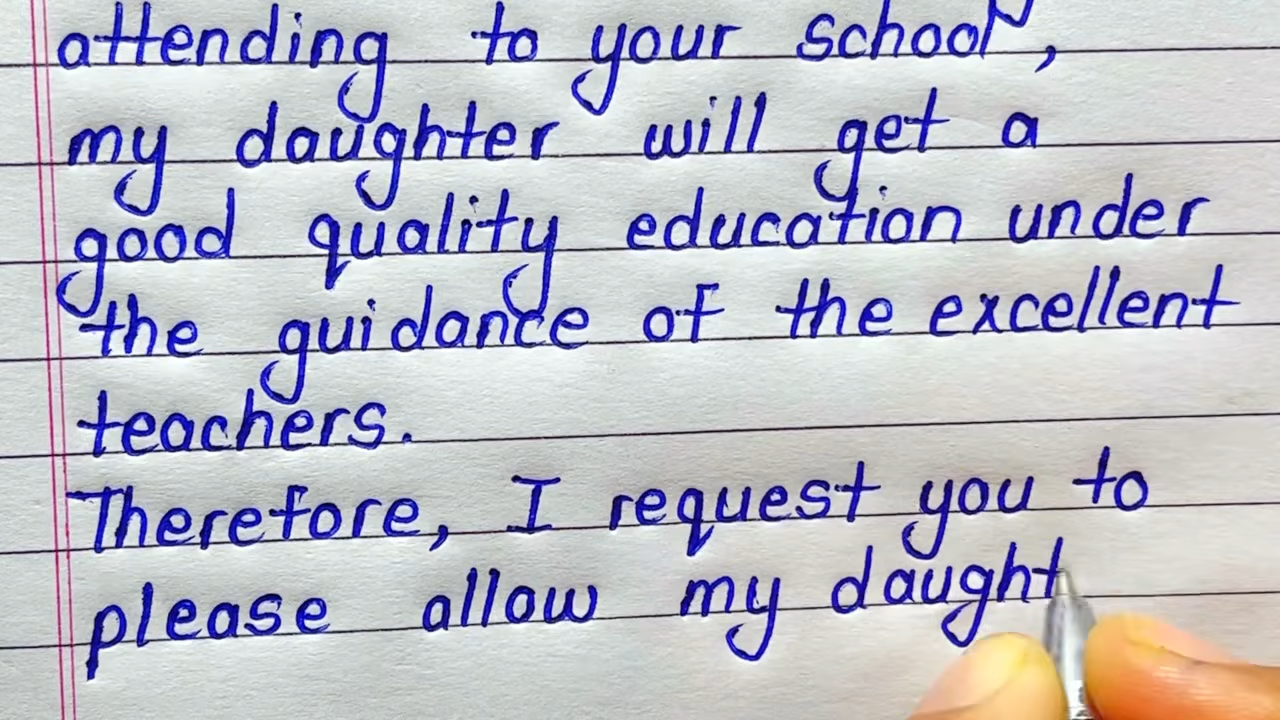 attending to your school,
my daughter will get a
good quality education under
the guidance of the excellent
teachers.
Therefore, I request you to
please allow my daught